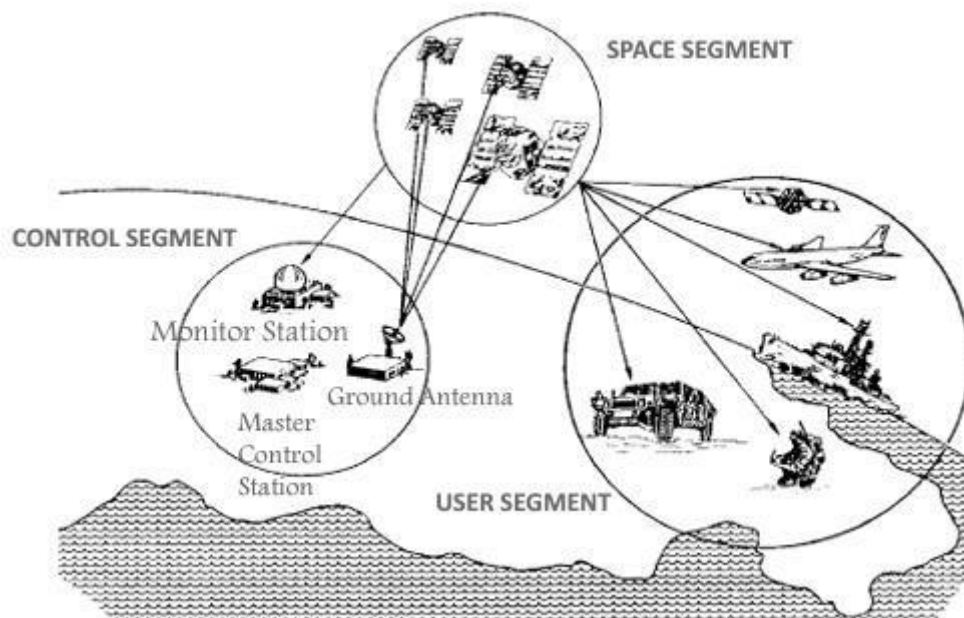 SPACE SEGMENT
CONTROL SEGMENT
Monitor Station
Ground Antenna
Master
Control
Station
USER SEGMENT